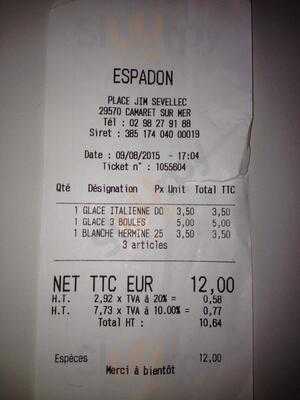 ESPADON
PLACE JIM SEVELLEC
29570 CAMARET SUR MER
Tél : 02 98 27 91 88
Siret : 385 174 040 00019
Date : 09/08/2015 - 17:04
Ticket n° : 1055604
Qté Désignation Px Unit Total TTC
1 GLACE ITALIENNE DO 3,50 3,50
1 GLACE 3 BOULES 5,00 5,00
1 BLANCHE HERMINE 25 3,50 3,50
3 articles
NET TTC EUR 12,00
H.T. 2,92 x TVA à 20% = 0,58
H.T. 7,73 x TVA à 10.00% = 0,77
Total HT : 10,64
Espèces 12,00
Merci à bientôt